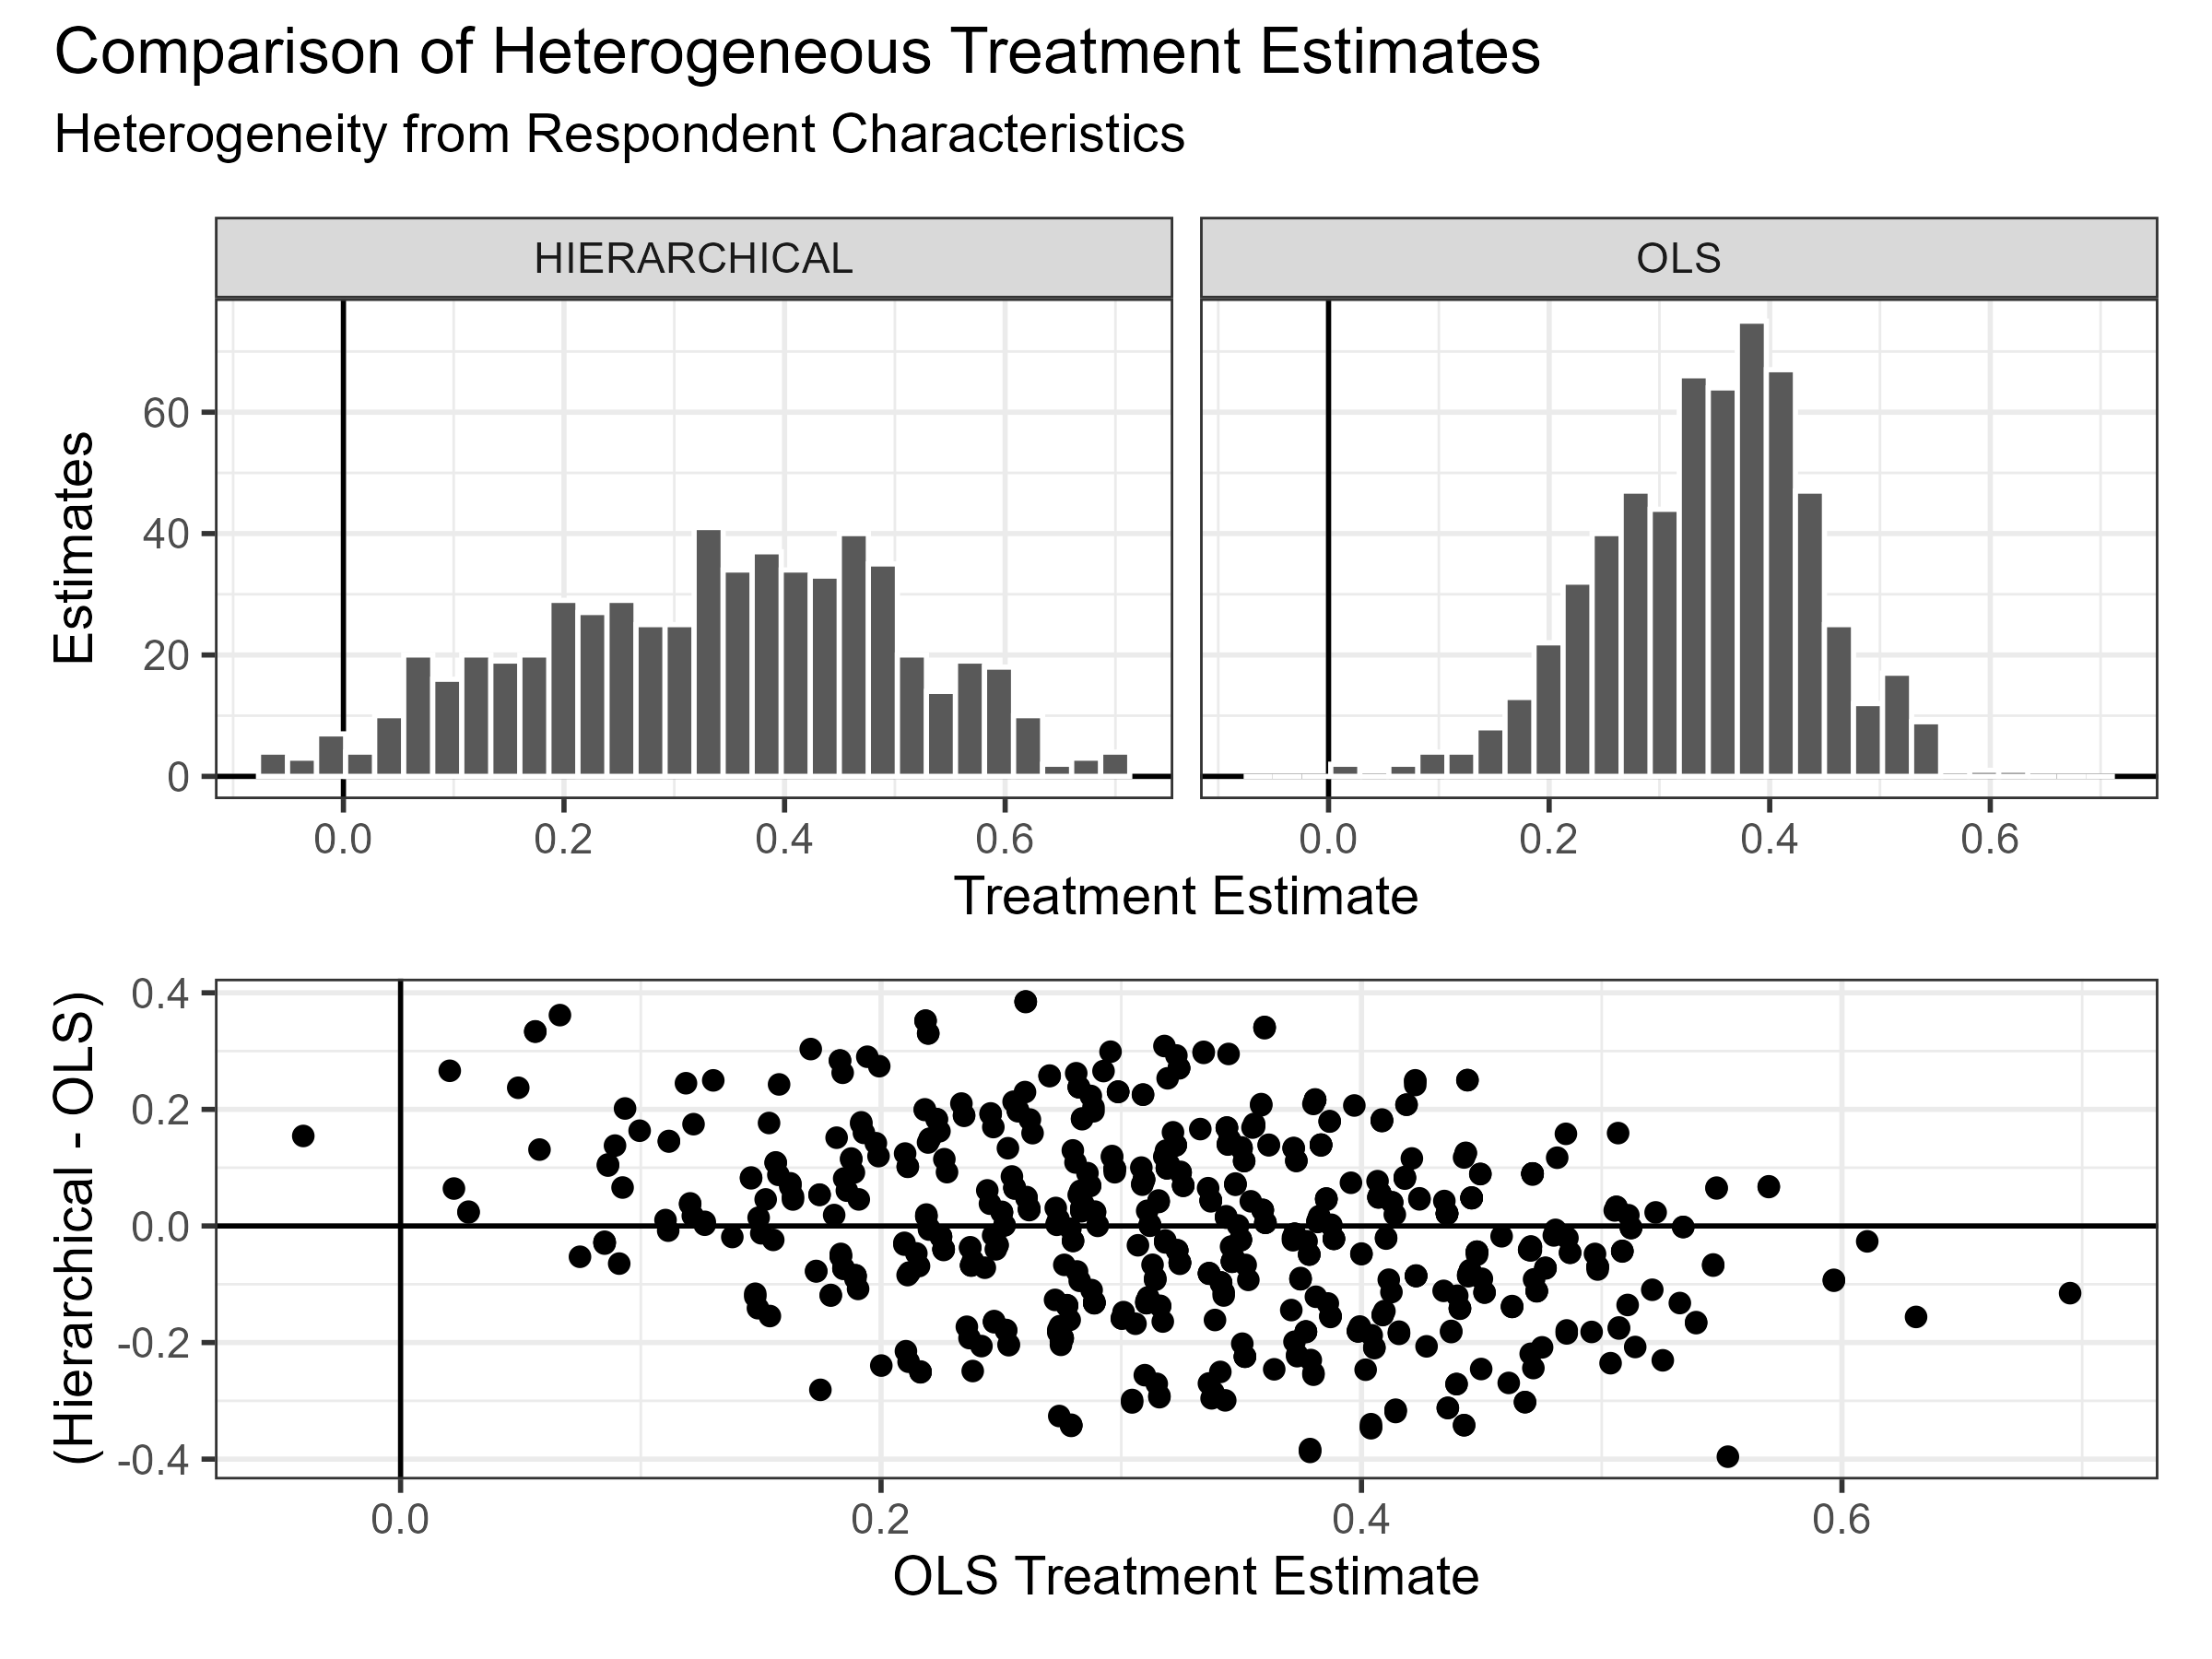 Comparison of Heterogeneous Treatment Estimates
Heterogeneity from Respondent Characteristics
HIERARCHICAL
OLS
Estimates
60
40
20
0
0.0
0.2
0.4
0.6
0.0
0.2
0.4
0.6
Treatment Estimate
(Hierarchical - OLS)
0.4
0.2
0.0
-0.2
-0.4
0.0
0.2
0.4
0.6
OLS Treatment Estimate